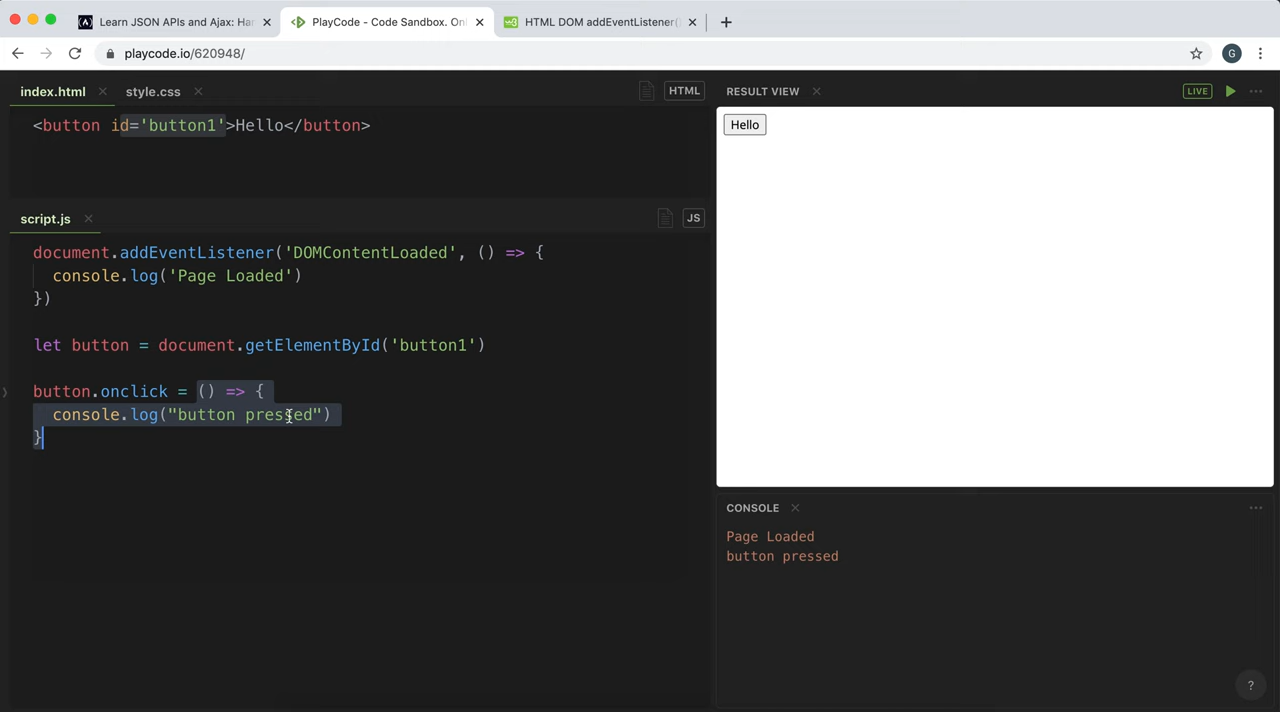 Learn JSON APIs and Ajax: Han
PlayCode - Code Sandbox. Onl
HTML DOM addEventListener()
playcode.io/620948/
G
index.html
style.css
HTML
<button id='button1'>Hello</button>
script.js
JS
document.addEventListener('DOMContentLoaded', () => {
console.log('Page Loaded')
})
let button = document.getElementById('button1')
button.onclick = () => {
console.log("button pressed")
}
RESULT VIEW
LIVE
Hello
CONSOLE
Page Loaded
button pressed
?